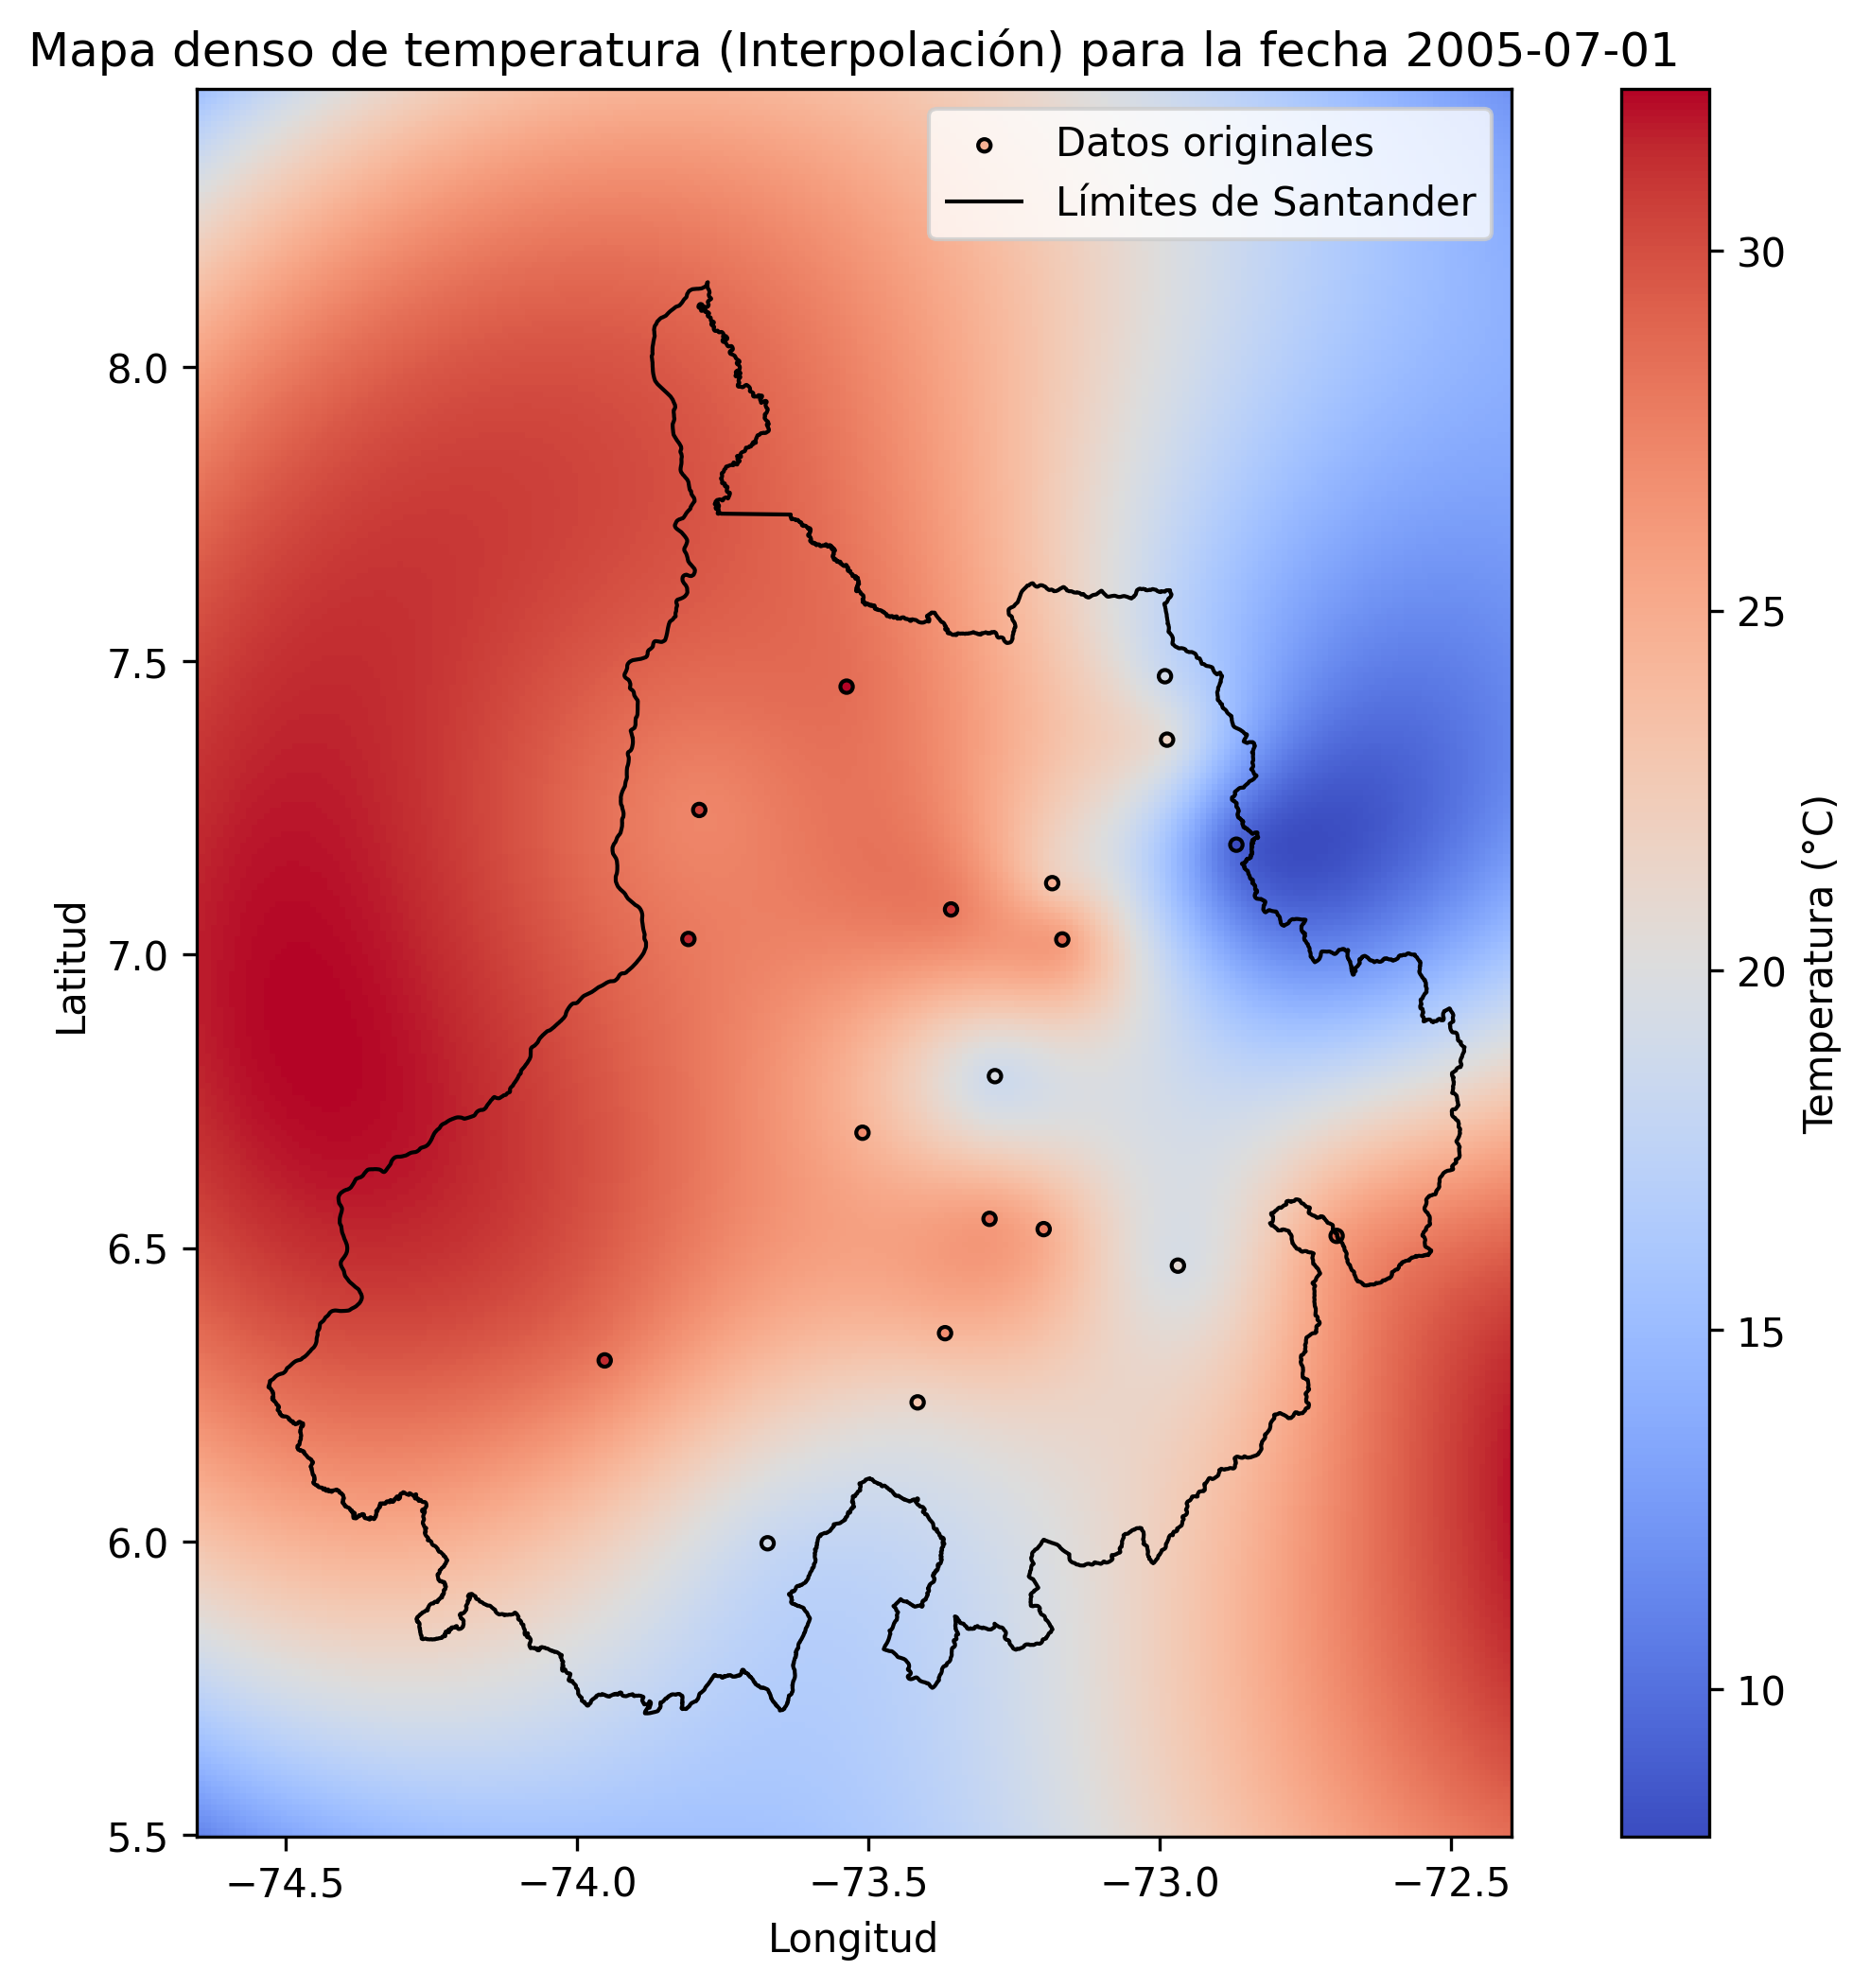 Mapa denso de temperatura (Interpolación) para la fecha 2005-07-01
Datos originales
Límites de Santander
8.0
7.5
7.0
6.5
6.0
5.5
Latitud
−74.5
−74.0
−73.5
−73.0
−72.5
Longitud
30
25
20
15
10
Temperatura (°C)